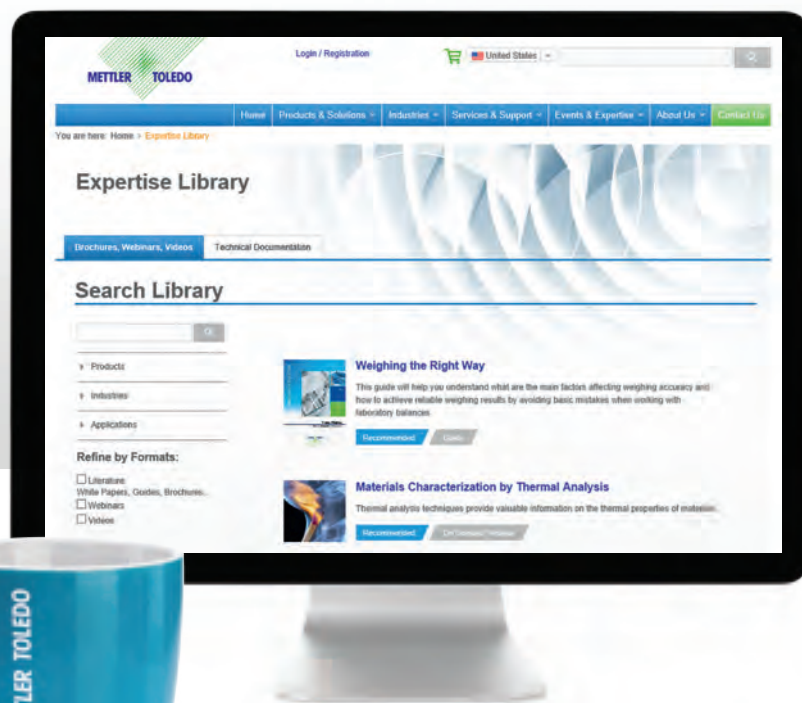 Login / Registration
United States
METTLER TOLEDO
Home Products & Solutions Industries Services & Support Events & Expertise About Us Contact Us
You are here: Home > Expertise Library
Expertise Library
Brochures, Webinars, Videos Technical Documentation
Search Library
Products
Industries
Applications
Refine by Formats:
Literature
White Papers, Guides, Brochures...
Webinars
Videos
Weighing the Right Way
This guide will help you understand what are the main factors affecting weighing accuracy and
how to achieve reliable weighing results by avoiding basic mistakes when working with
laboratory balances.
Recommended Guide
Materials Characterization by Thermal Analysis
Thermal analysis techniques provide valuable information on the thermal properties of materials.
Recommended
TOLEDO